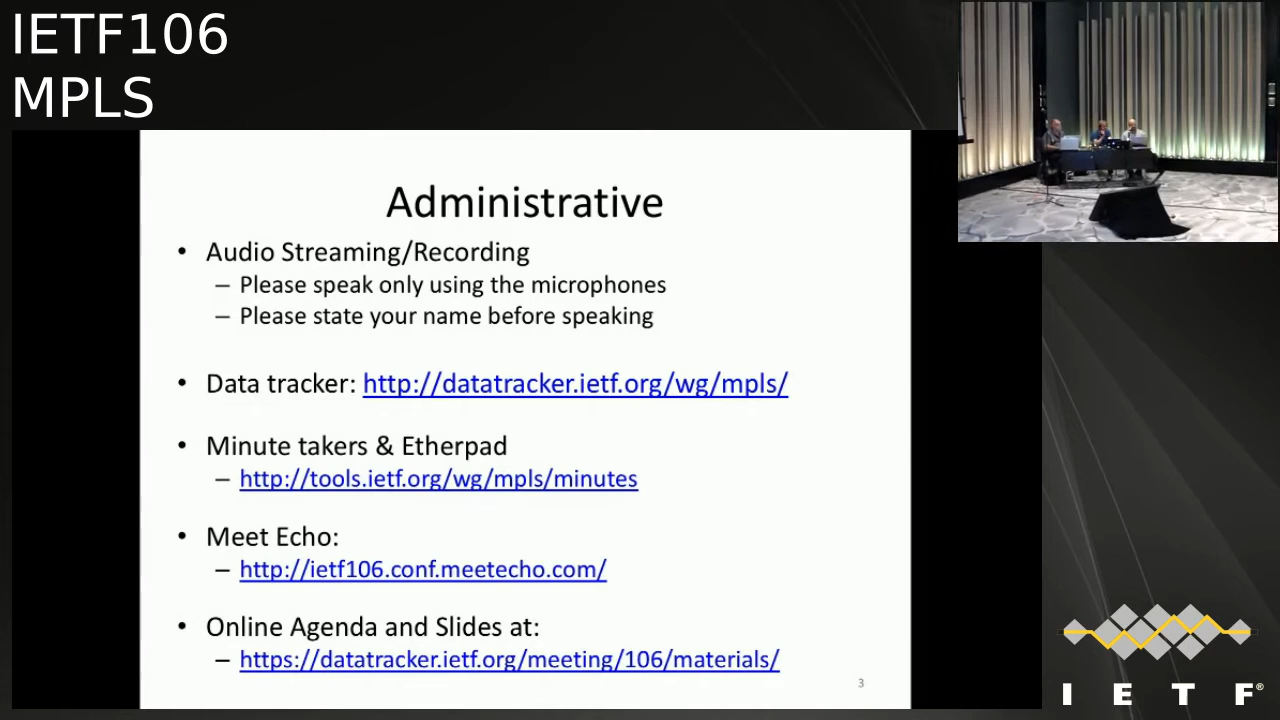 IETF106
MPLS
Administrative
• Audio Streaming/Recording
– Please speak only using the microphones
– Please state your name before speaking
• Data tracker: http://datatracker.ietf.org/wg/mpls/
• Minute takers & Etherpad
– http://tools.ietf.org/wg/mpls/minutes
• Meet Echo:
– http://ietf106.conf.meetecho.com/
• Online Agenda and Slides at:
– https://datatracker.ietf.org/meeting/106/materials/
3
I E T F®